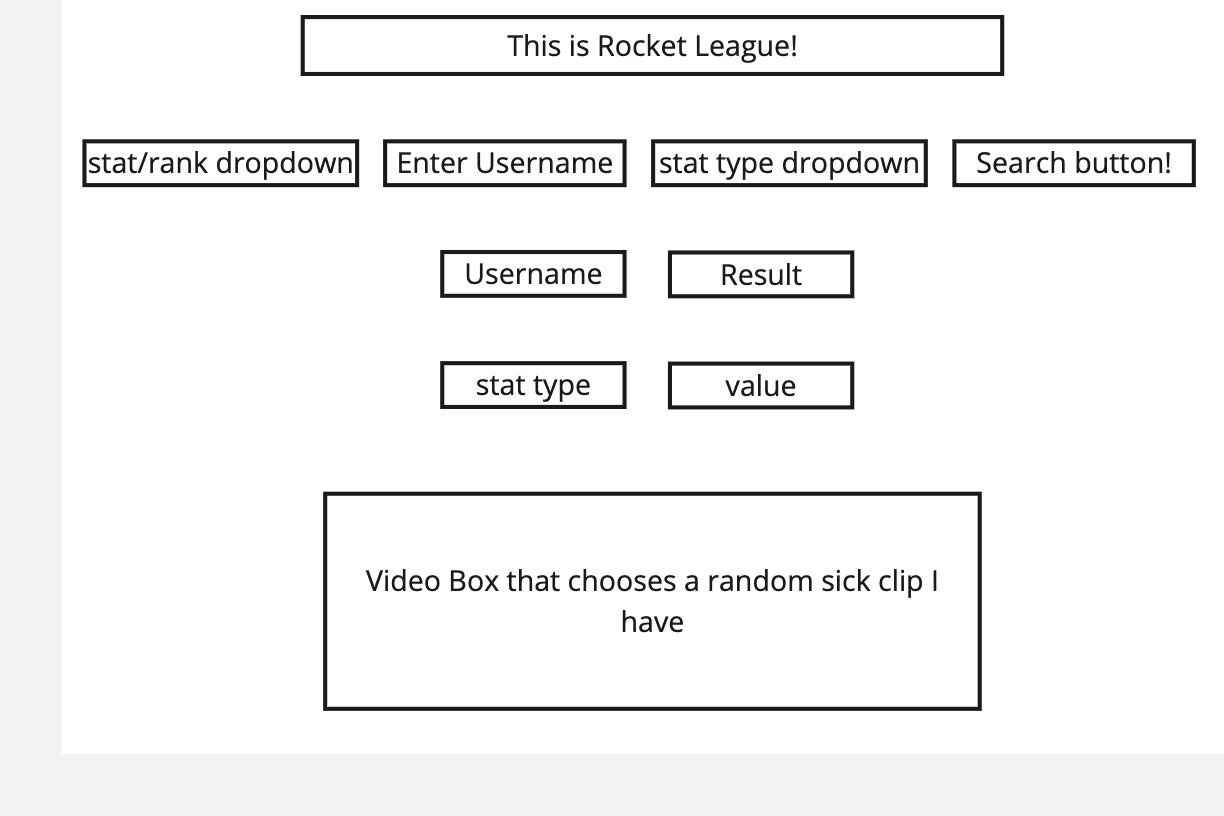 This is Rocket League!
stat/rank dropdown
Enter Username
stat type dropdown
Search button!
Username
Result
stat type
value
Video Box that chooses a random sick clip I
have